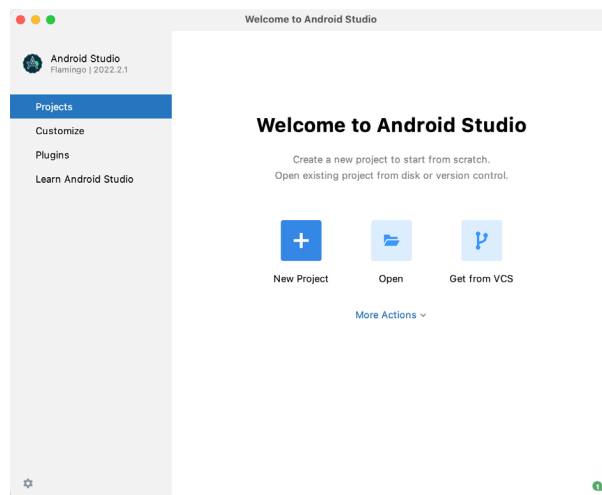 Welcome to Android Studio
Android Studio
Flamingo | 2022.2.1
Projects
Customize
Plugins
Learn Android Studio
Welcome to Android Studio
Create a new project to start from scratch.
Open existing project from disk or version control.
New Project
Open
Get from VCS
More Actions
1